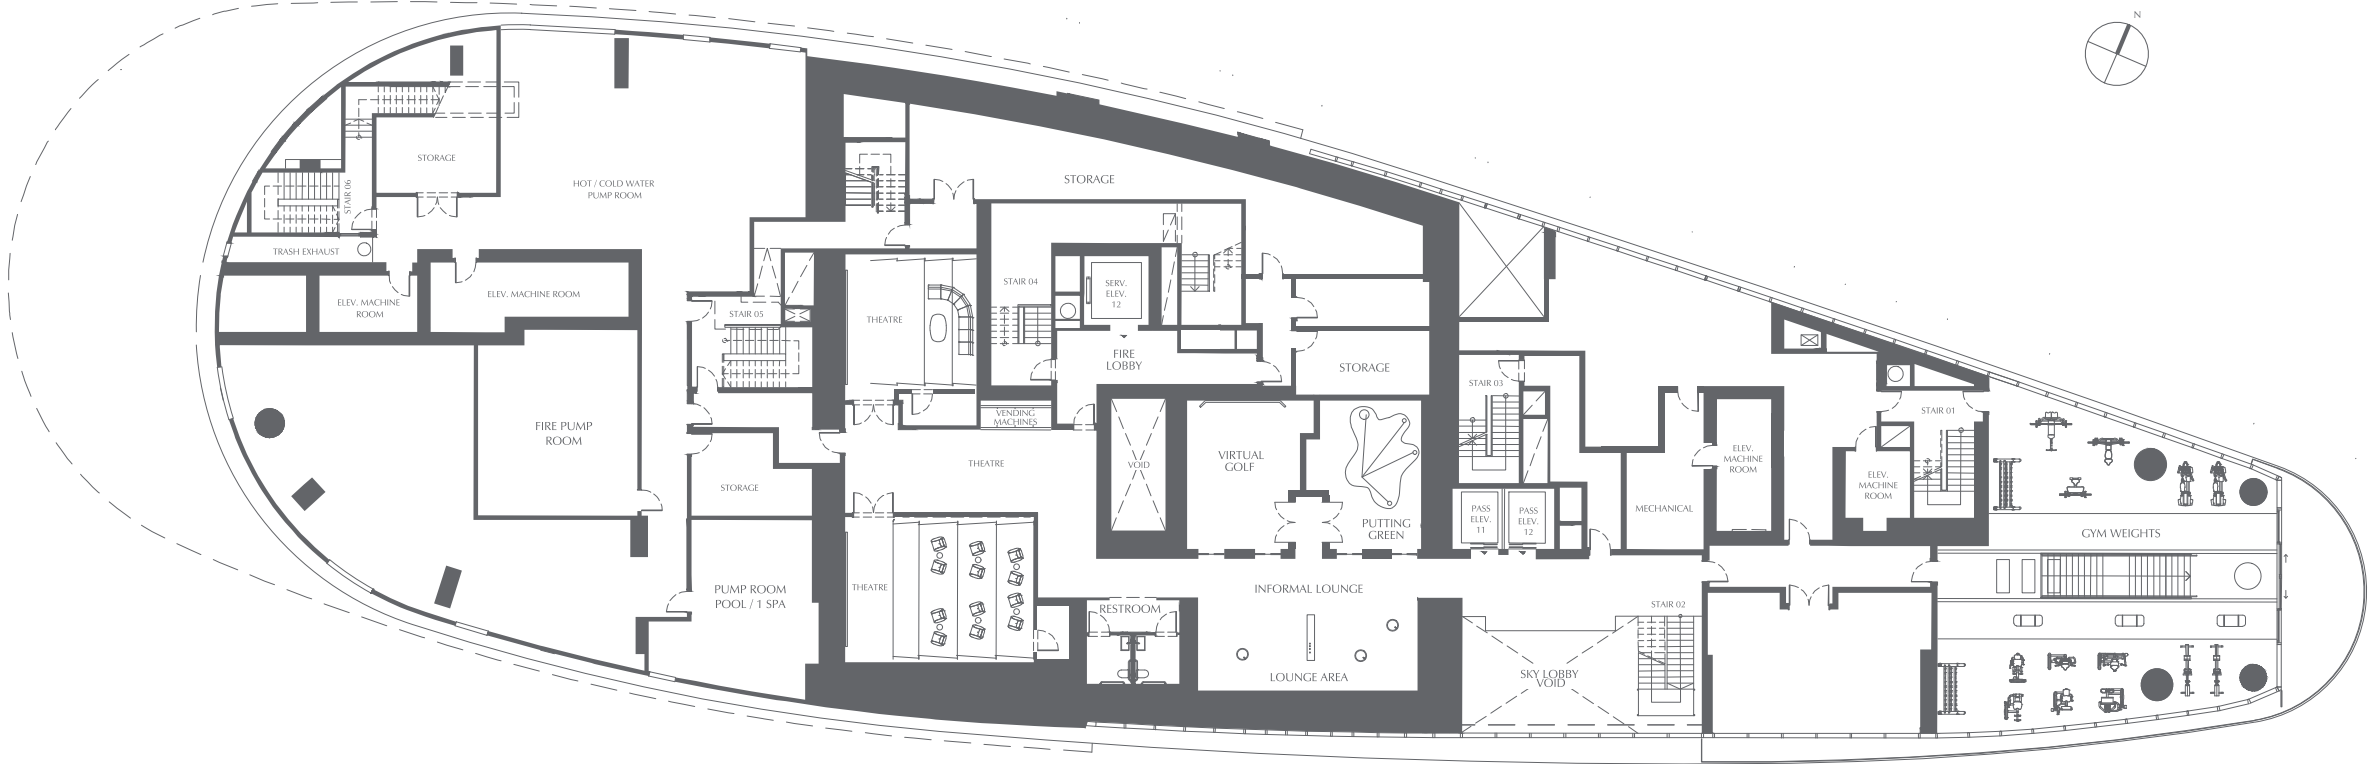 N
STORAGE
HOT / COLD WATER
PUMP ROOM
STAIR 06
TRASH EXHAUST
ELEV. MACHINE
ROOM
ELEV. MACHINE ROOM
STAIR 05
FIRE PUMP
ROOM
STORAGE
PUMP ROOM
POOL / 1 SPA
STORAGE
THEATRE
STAIR 04
SERV.
ELEV.
12
FIRE
LOBBY
STORAGE
VENDING
MACHINES
THEATRE
VOID
THEATRE
RESTROOM
VIRTUAL
GOLF
PUTTING
GREEN
INFORMAL LOUNGE
LOUNGE AREA
STAIR 03
PASS
ELEV.
11
PASS
ELEV.
12
MECHANICAL
ELEV.
MACHINE
ROOM
STAIR 02
SKY LOBBY
VOID
STAIR 01
ELEV.
MACHINE
ROOM
GYM WEIGHTS